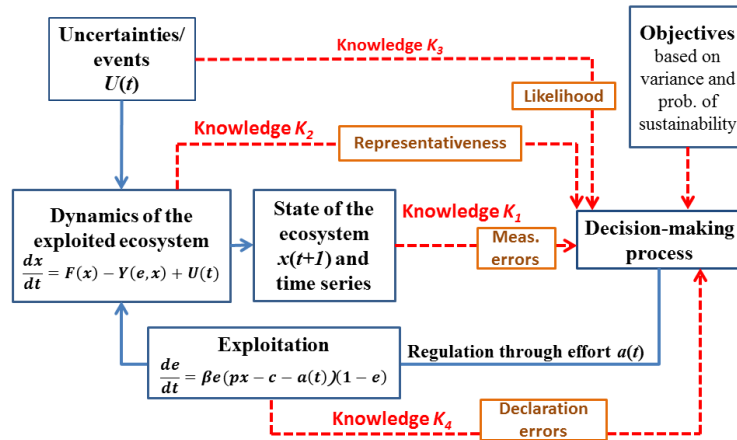 Uncertainties/
events
U(t)
Knowledge K₃
Likelihood
Objectives
based on
variance and
prob. of
sustainability
Knowledge K₂
Representativeness
Dynamics of the
exploited ecosystem
dx/dt = F(x) − Y(e,x) + U(t)
State of the
ecosystem
x(t+1) and
time series
Knowledge K₁
Meas.
errors
Decision-making
process
Exploitation
de/dt = βe(px − c − a(t))(1 − e)
Regulation through effort a(t)
Knowledge K₄
Declaration
errors